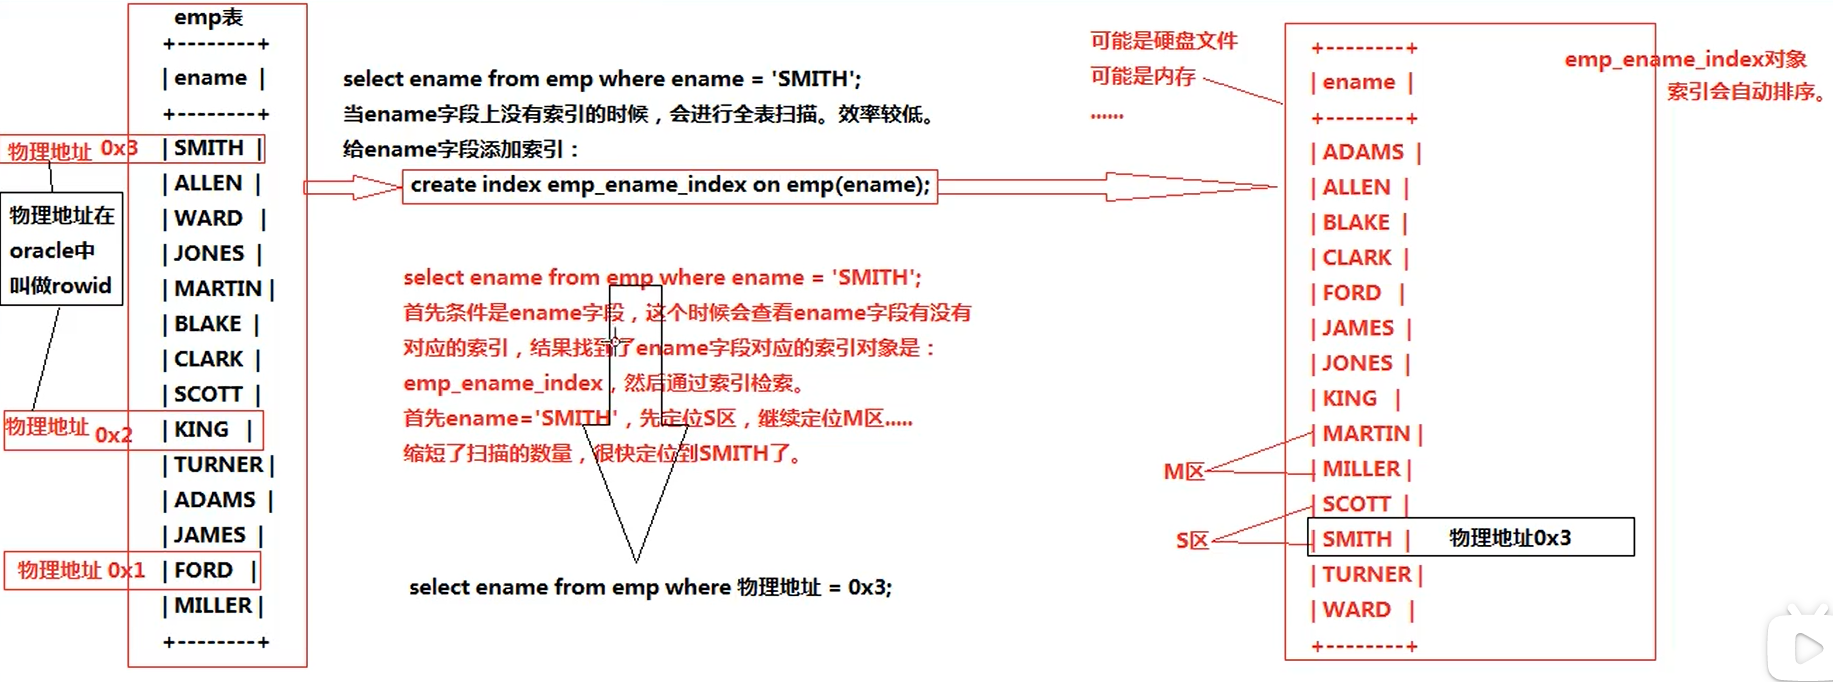 emp表
+--------+
| ename |
+--------+
物理地址 0x3 | SMITH |
| ALLEN |
| WARD |
| JONES |
| MARTIN |
| BLAKE |
| CLARK |
| SCOTT |
物理地址 0x2 | KING |
| TURNER |
| ADAMS |
| JAMES |
物理地址 0x1 | FORD |
| MILLER |
+--------+
物理地址在
oracle中
叫做rowid
select ename from emp where ename = 'SMITH';
当ename字段上没有索引的时候，会进行全表扫描。效率较低。
给ename字段添加索引：
create index emp_ename_index on emp(ename);
select ename from emp where ename = 'SMITH';
首先条件是ename字段，这个时候会查看ename字段有没有
对应的索引，结果找到了ename字段对应的索引对象是：
emp_ename_index，然后通过索引检索。
首先ename='SMITH'，先定位S区，继续定位M区.....
缩短了扫描的数量，很快定位到SMITH了。
select ename from emp where 物理地址 = 0x3;
可能是硬盘文件
可能是内存
......
+--------+
| ename |
+--------+
| ADAMS |
| ALLEN |
| BLAKE |
| CLARK |
| FORD |
| JAMES |
| JONES |
| KING |
| MARTIN |
| MILLER |
| SCOTT |
| SMITH | 物理地址0x3
| TURNER |
| WARD |
+--------+
M区
S区
emp_ename_index对象
索引会自动排序。